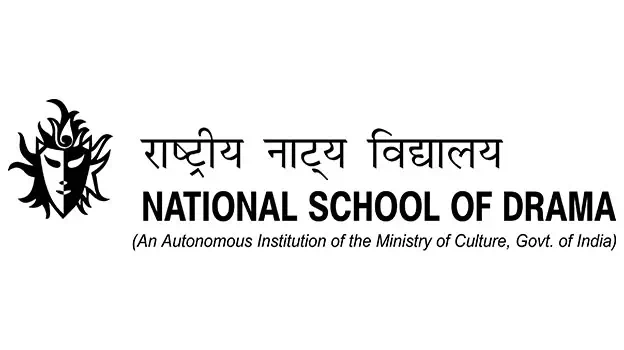 राष्ट्रीय नाट्य विद्यालय
NATIONAL SCHOOL OF DRAMA
(An Autonomous Institution of the Ministry of Culture, Govt. of India)